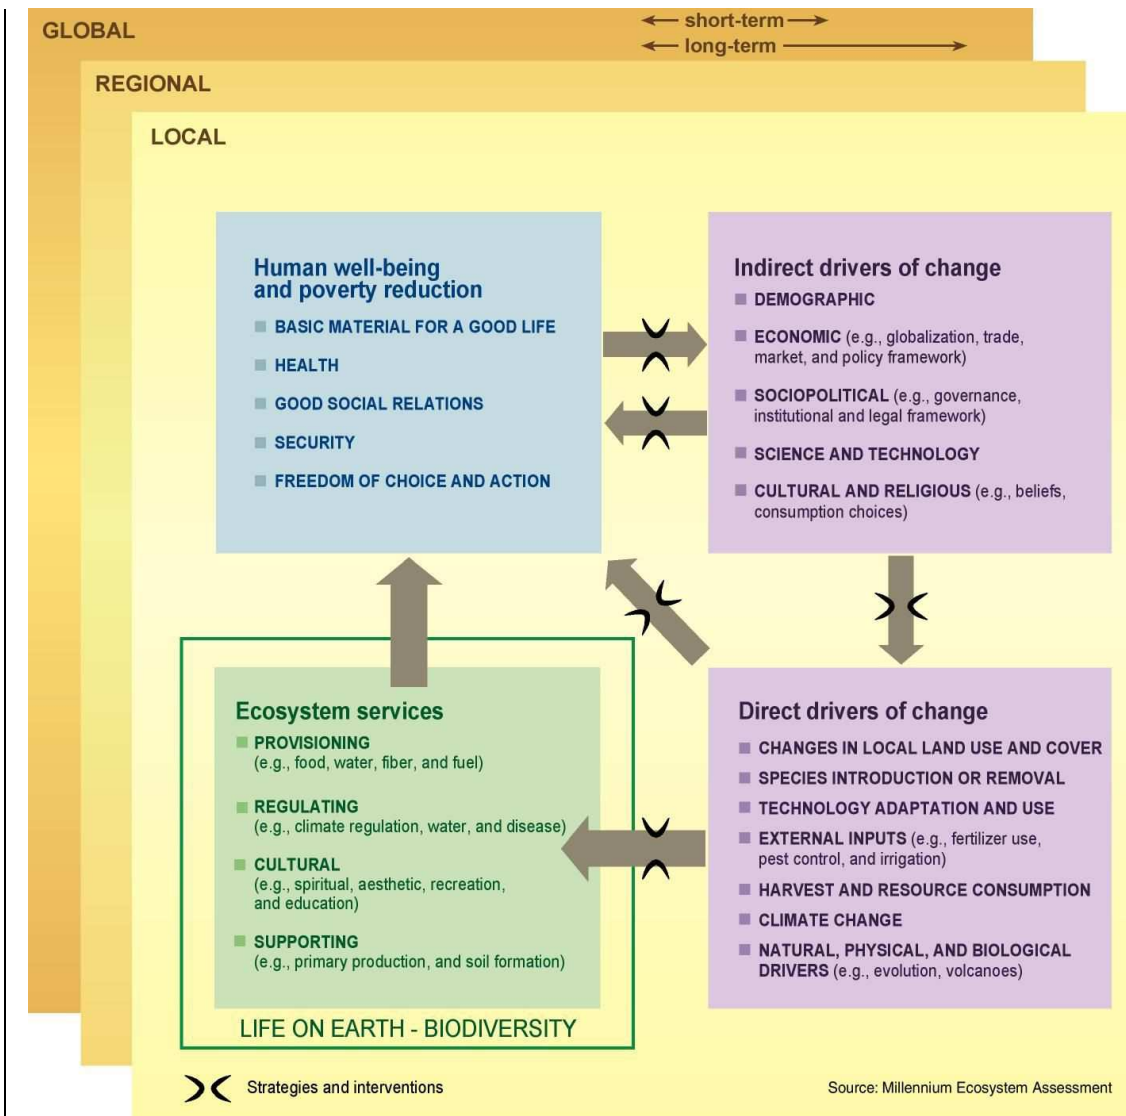 GLOBAL
short-term
long-term
REGIONAL
LOCAL
Human well-being
and poverty reduction
BASIC MATERIAL FOR A GOOD LIFE
HEALTH
GOOD SOCIAL RELATIONS
SECURITY
FREEDOM OF CHOICE AND ACTION
Indirect drivers of change
DEMOGRAPHIC
ECONOMIC (e.g., globalization, trade,
market, and policy framework)
SOCIOPOLITICAL (e.g., governance,
institutional and legal framework)
SCIENCE AND TECHNOLOGY
CULTURAL AND RELIGIOUS (e.g., beliefs,
consumption choices)
Ecosystem services
PROVISIONING
(e.g., food, water, fiber, and fuel)
REGULATING
(e.g., climate regulation, water, and disease)
CULTURAL
(e.g., spiritual, aesthetic, recreation,
and education)
SUPPORTING
(e.g., primary production, and soil formation)
LIFE ON EARTH - BIODIVERSITY
Direct drivers of change
CHANGES IN LOCAL LAND USE AND COVER
SPECIES INTRODUCTION OR REMOVAL
TECHNOLOGY ADAPTATION AND USE
EXTERNAL INPUTS (e.g., fertilizer use,
pest control, and irrigation)
HARVEST AND RESOURCE CONSUMPTION
CLIMATE CHANGE
NATURAL, PHYSICAL, AND BIOLOGICAL
DRIVERS (e.g., evolution, volcanoes)
Strategies and interventions
Source: Millennium Ecosystem Assessment